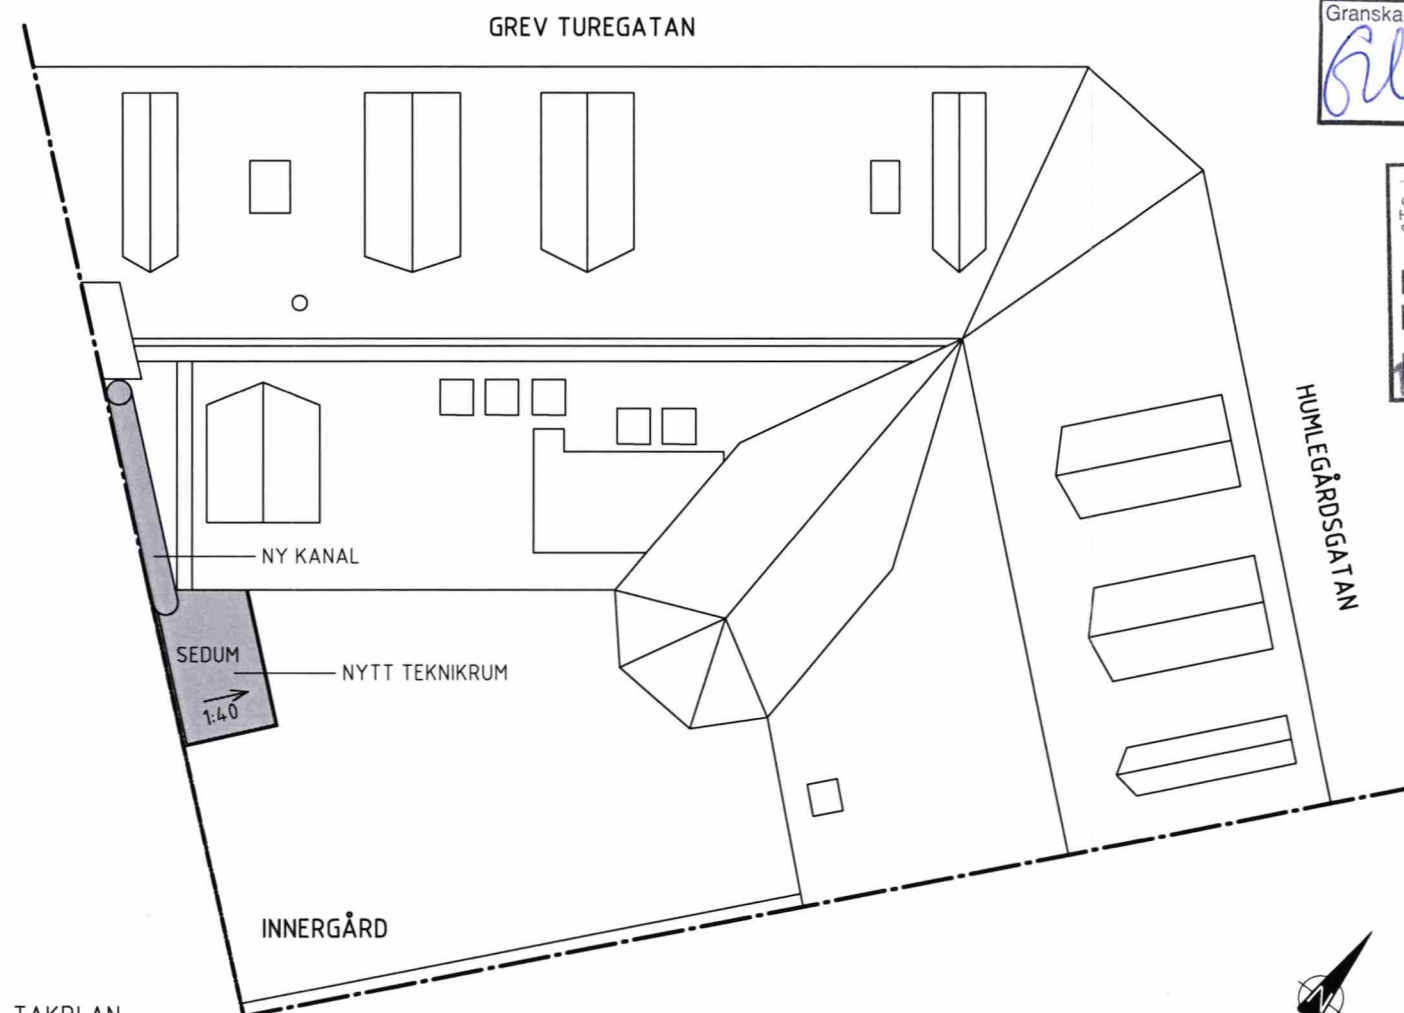 GREV TUREGATAN
Granska
HUMLEGÅRDSGATAN
NY KANAL
SEDUM
NYTT TEKNIKRUM
1:40
INNERGÅRD
TAKPLAN
N